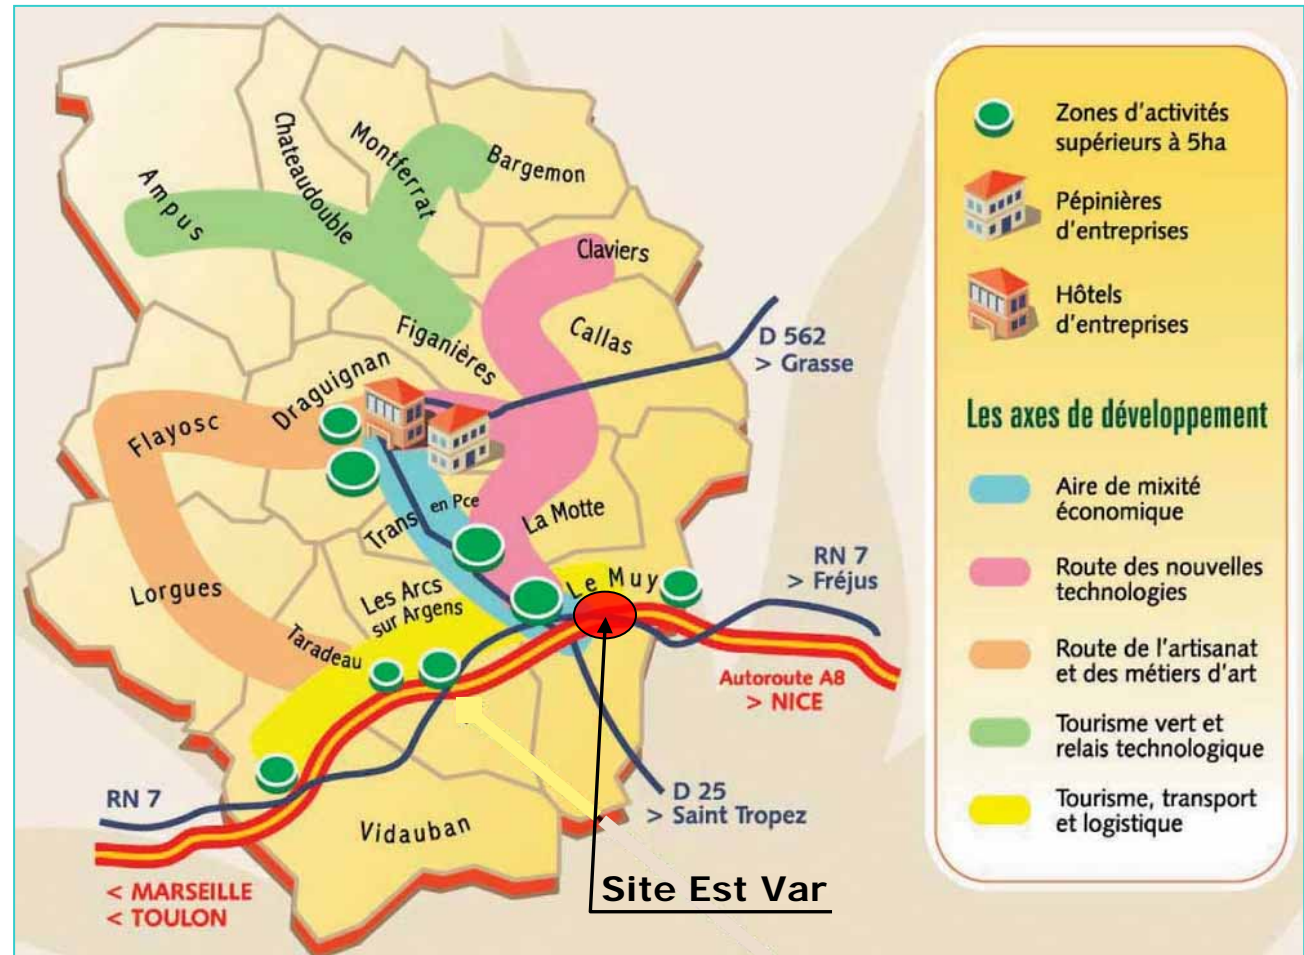 Ampus
Chateaudouble
Montferrat
Bargemon
Claviers
Callas
Figanières
Draguignan
Flayosc
D 562
> Grasse
Trans en Pce
La Motte
Le Muy
RN 7
> Fréjus
Lorgues
Les Arcs
sur Argens
Taradeau
Autoroute A8
> NICE
RN 7
D 25
> Saint Tropez
Vidauban
< MARSEILLE
< TOULON
Site Est Var
Zones d'activités
supérieurs à 5ha
Pépinières
d'entreprises
Hôtels
d'entreprises
Les axes de développement
Aire de mixité
économique
Route des nouvelles
technologies
Route de l'artisanat
et des métiers d'art
Tourisme vert et
relais technologique
Tourisme, transport
et logistique